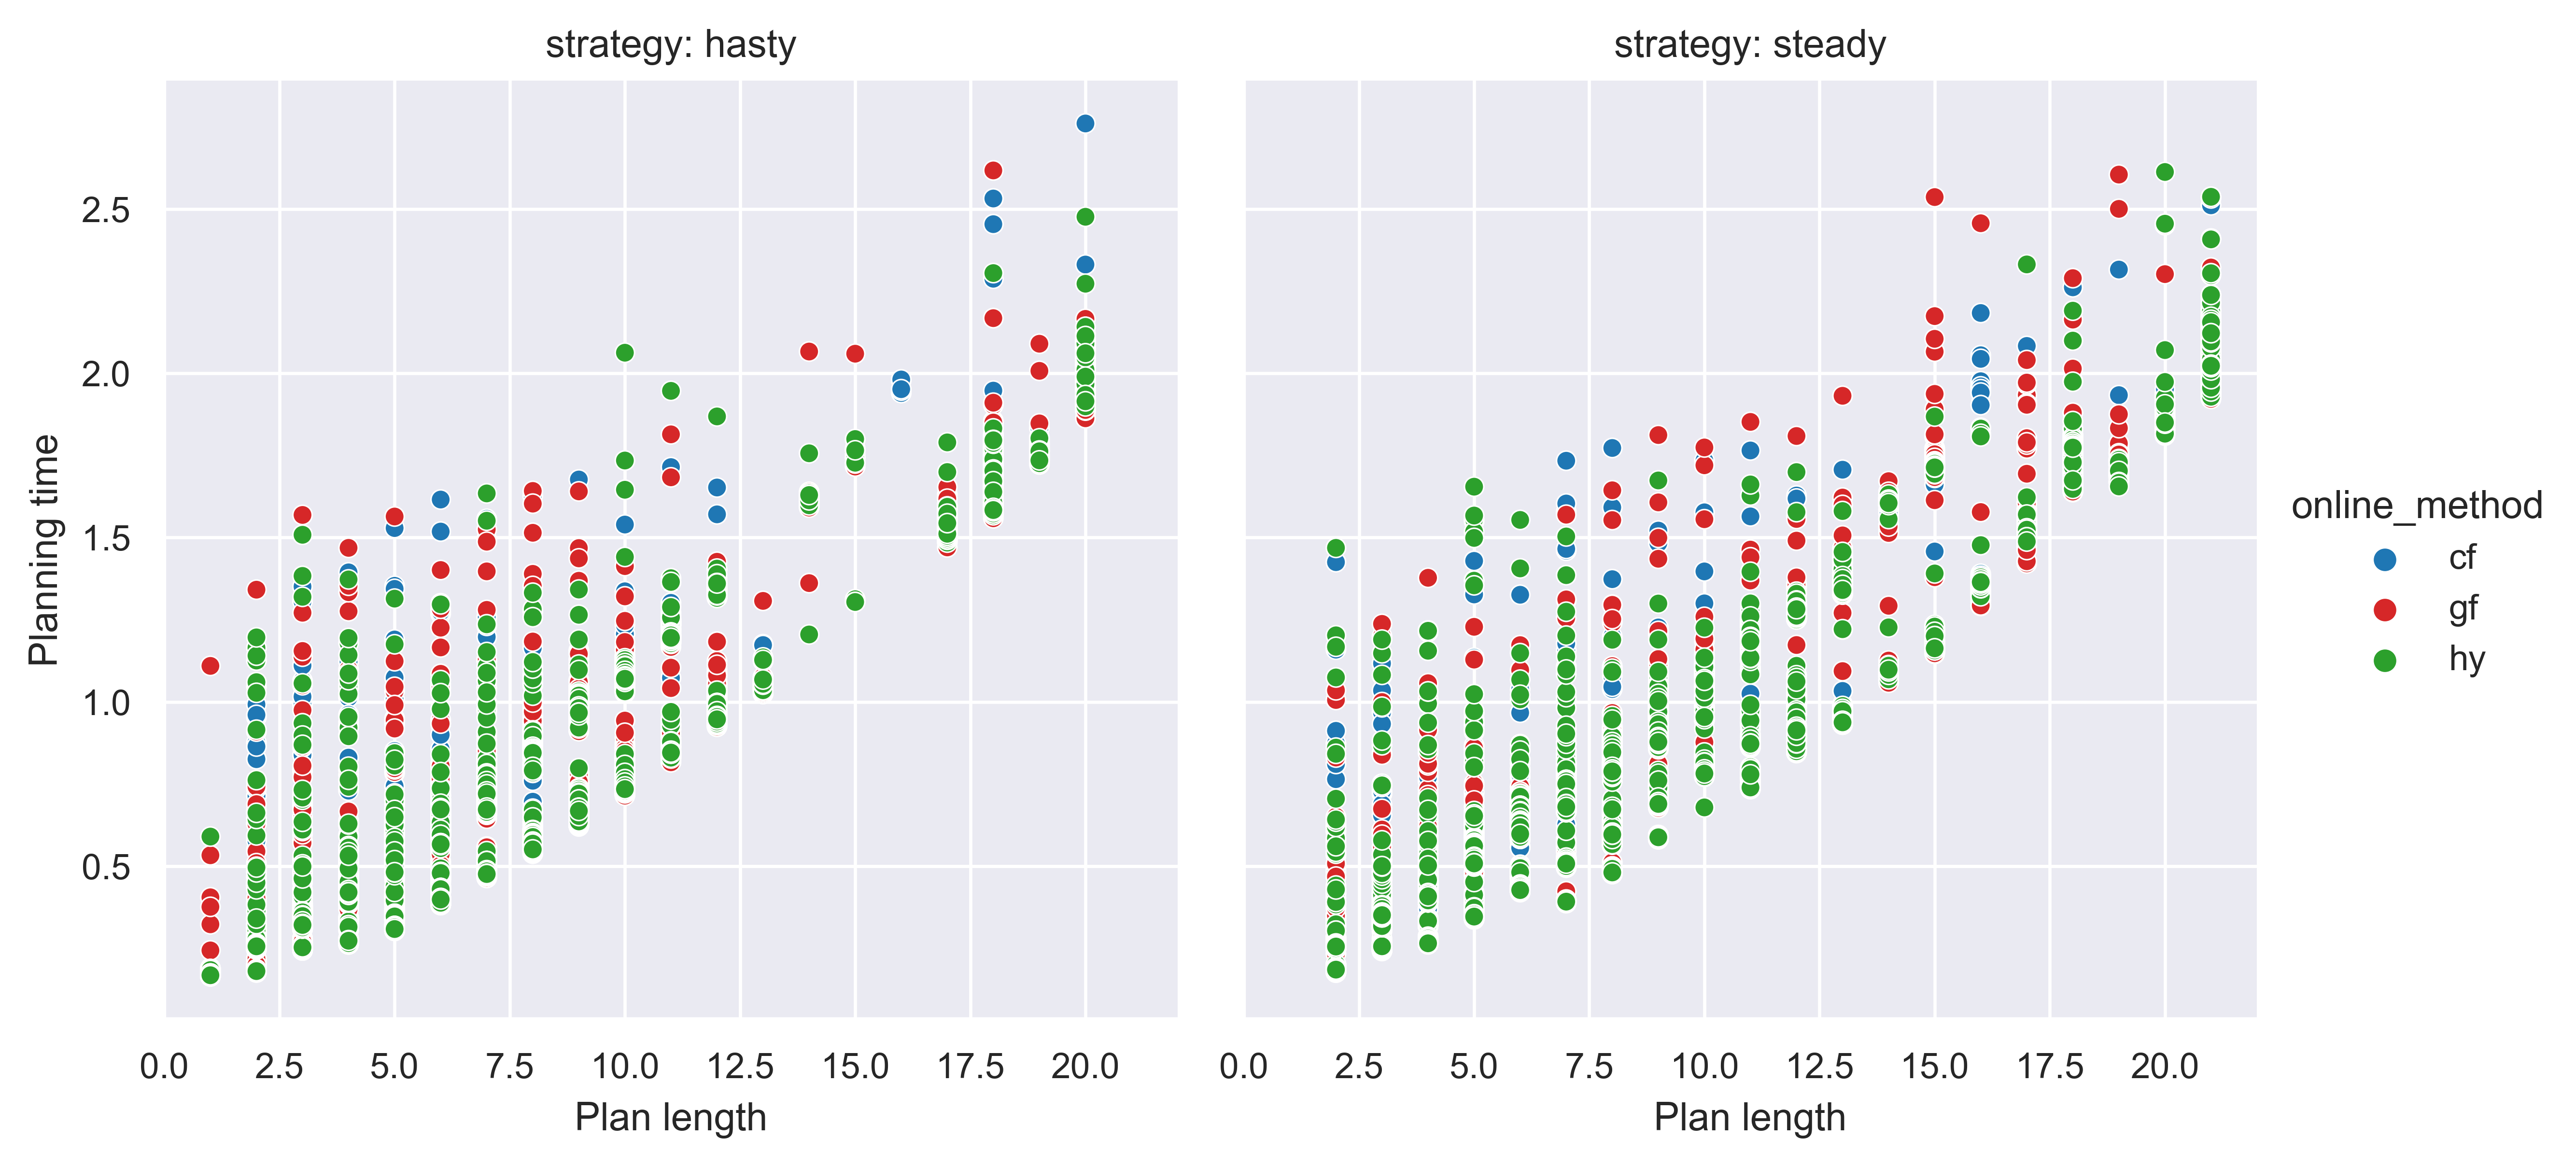 strategy: hasty
strategy: steady
Planning time
2.5
2.0
1.5
1.0
0.5
0.0 2.5 5.0 7.5 10.0 12.5 15.0 17.5 20.0
0.0 2.5 5.0 7.5 10.0 12.5 15.0 17.5 20.0
Plan length
Plan length
online_method
cf
gf
hy